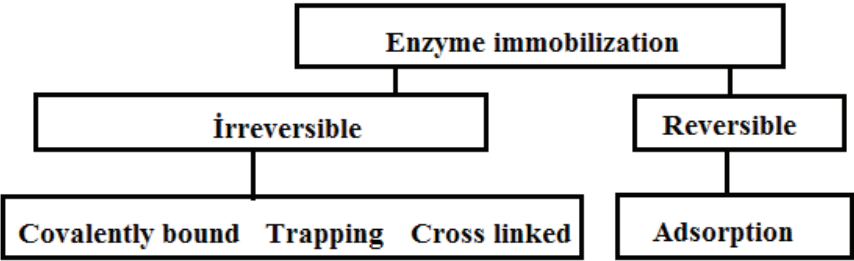 Enzyme immobilization
İrreversible
Reversible
Covalently bound Trapping Cross linked
Adsorption